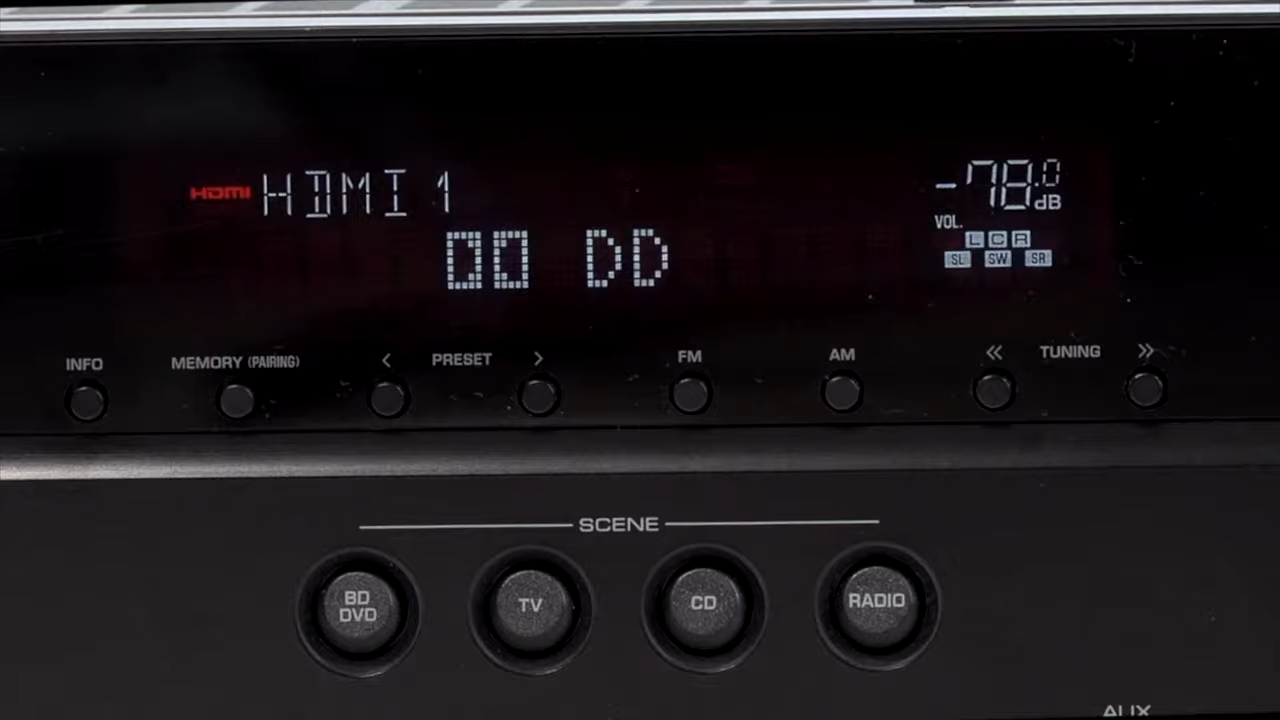 HDMI HDMI 1
-78.0 dB
VOL.
L C R
SL SW SR
DD
INFO
MEMORY (PAIRING)
< PRESET >
FM
AM
<< TUNING >>
SCENE
BD
DVD
TV
CD
RADIO
AUX